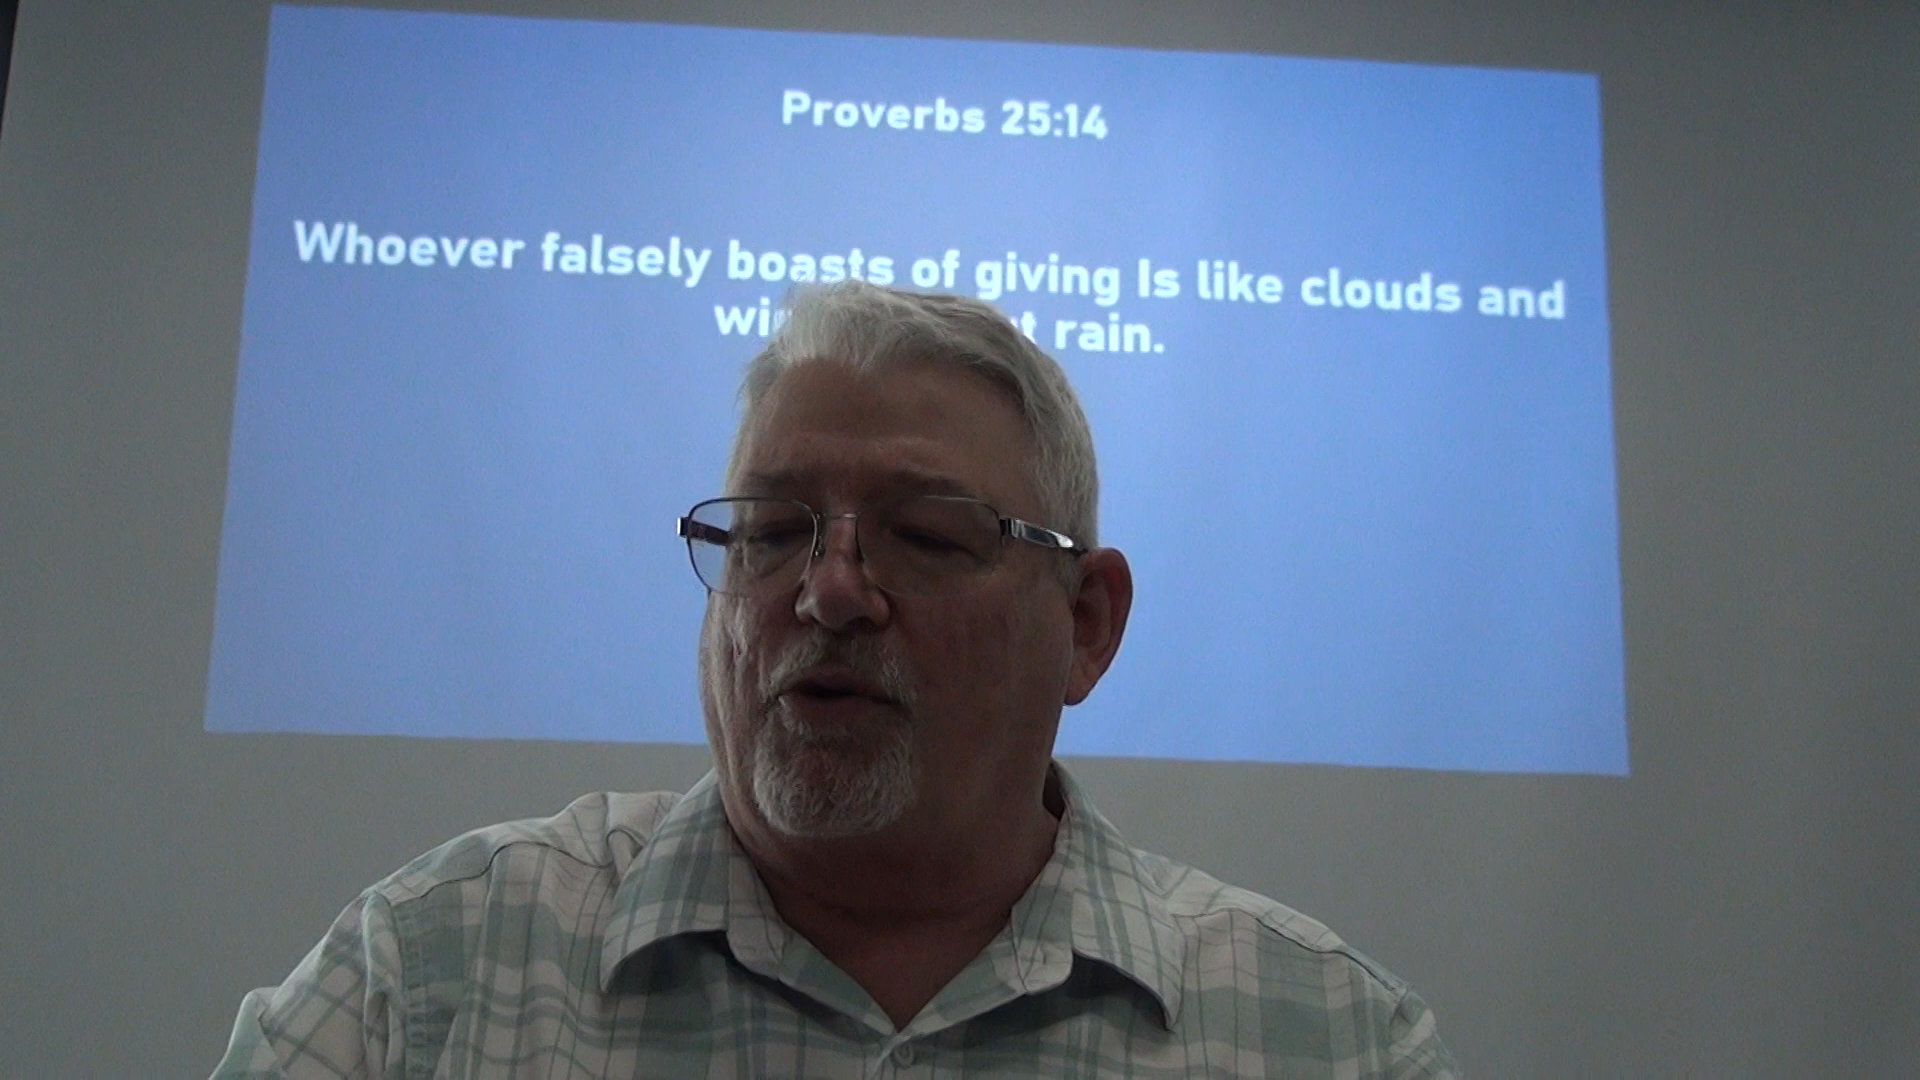 Proverbs 25:14
Whoever falsely boasts of giving Is like clouds and
rain.